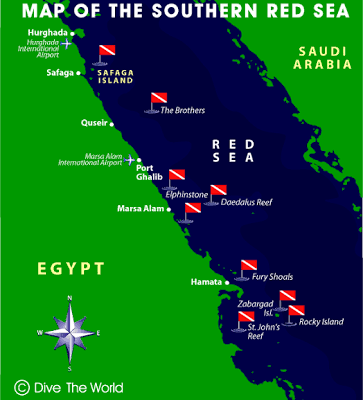 MAP OF THE SOUTHERN RED SEA
Hurghada
Hurghada
International
Airport
SAUDI
ARABIA
Safaga
SAFAGA
ISLAND
The Brothers
Quseir
RED
SEA
Marsa Alam
International Airport
Port
Ghalib
Elphinstone
Daedalus Reef
Marsa Alam
EGYPT
Fury Shoals
Hamata
Zabargad
Isl.
Rocky Island
St. John's
Reef
N
W
E
S
© Dive The World